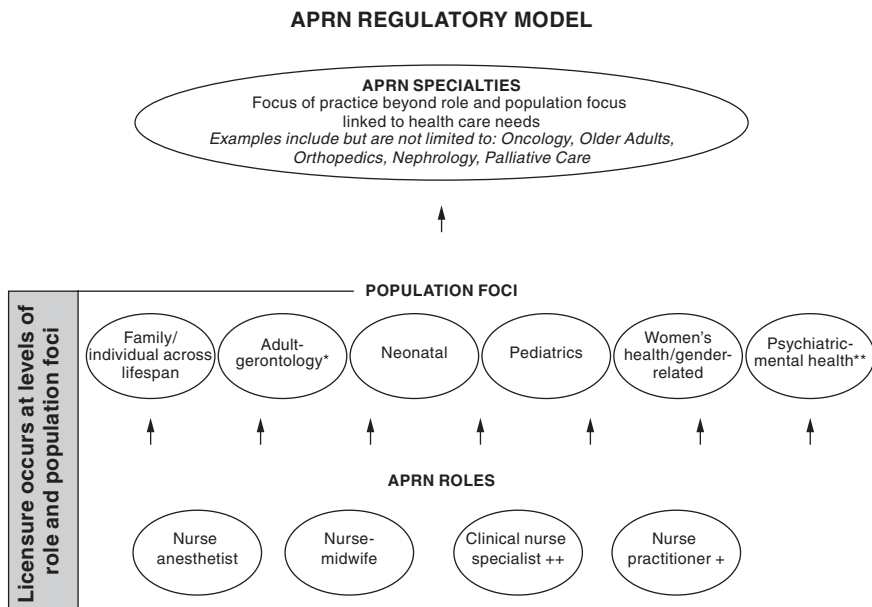 APRN REGULATORY MODEL
APRN SPECIALTIES
Focus of practice beyond role and population focus
linked to health care needs
Examples include but are not limited to: Oncology, Older Adults,
Orthopedics, Nephrology, Palliative Care
Licensure occurs at levels of
role and population foci
POPULATION FOCI
Family/
individual across
lifespan
Adult-
gerontology*
Neonatal
Pediatrics
Women's
health/gender-
related
Psychiatric-
mental health**
APRN ROLES
Nurse
anesthetist
Nurse-
midwife
Clinical nurse
specialist ++
Nurse
practitioner +